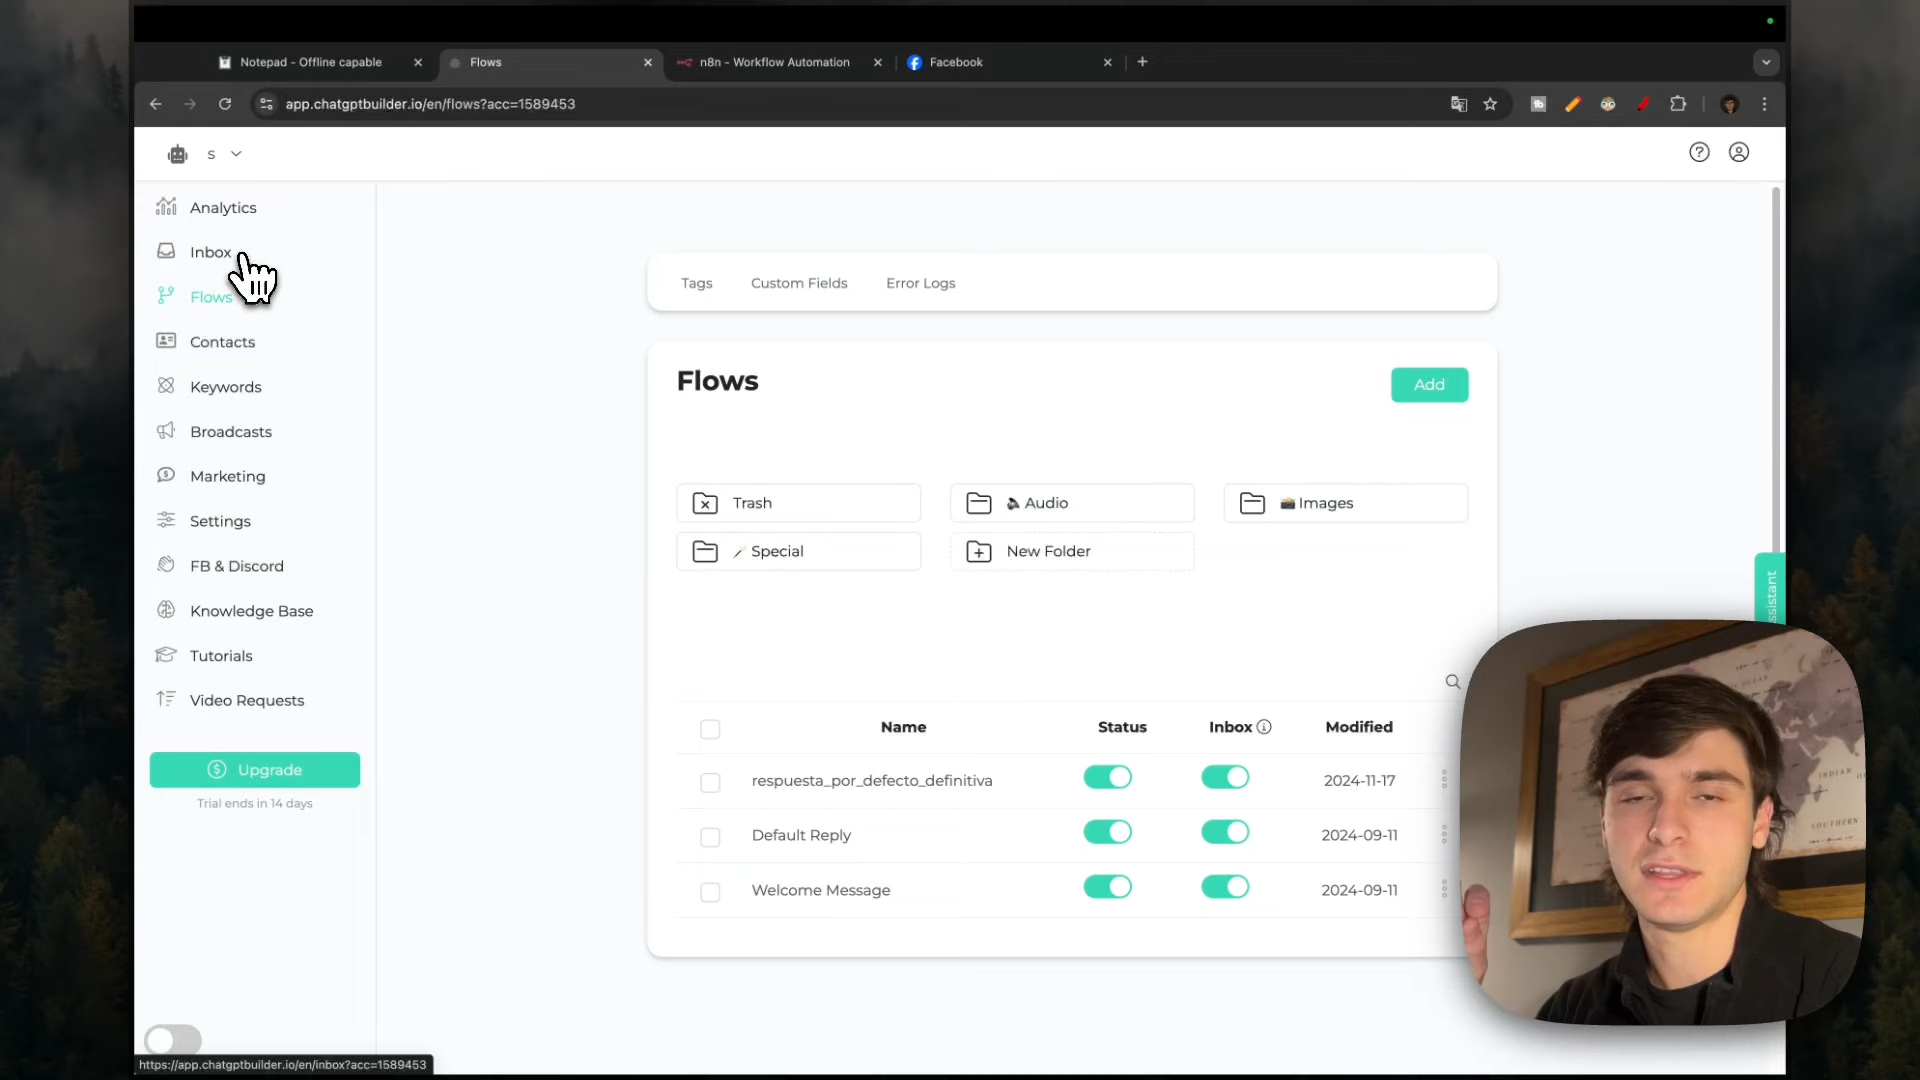 Notepad - Offline capable
Flows
n8n - Workflow Automation
Facebook
app.chatgptbuilder.io/en/flows?acc=1589453
s
Analytics
Inbox
Flows
Contacts
Keywords
Broadcasts
Marketing
Settings
FB & Discord
Knowledge Base
Tutorials
Video Requests
Upgrade
Trial ends in 14 days
Tags Custom Fields Error Logs
Flows
Add
Trash
Audio
Images
Special
New Folder
Name Status Inbox Modified
respuesta_por_defecto_definitiva 2024-11-17
Default Reply 2024-09-11
Welcome Message 2024-09-11
https://app.chatgptbuilder.io/en/inbox?acc=1589453
INDIAN
SOUTHERN